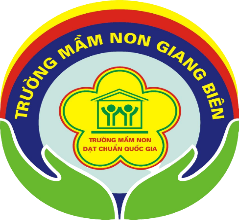 TRƯỜNG MẦM NON GIANG BIÊN
TRƯỜNG MẦM NON
ĐẠT CHUẨN QUỐC GIA